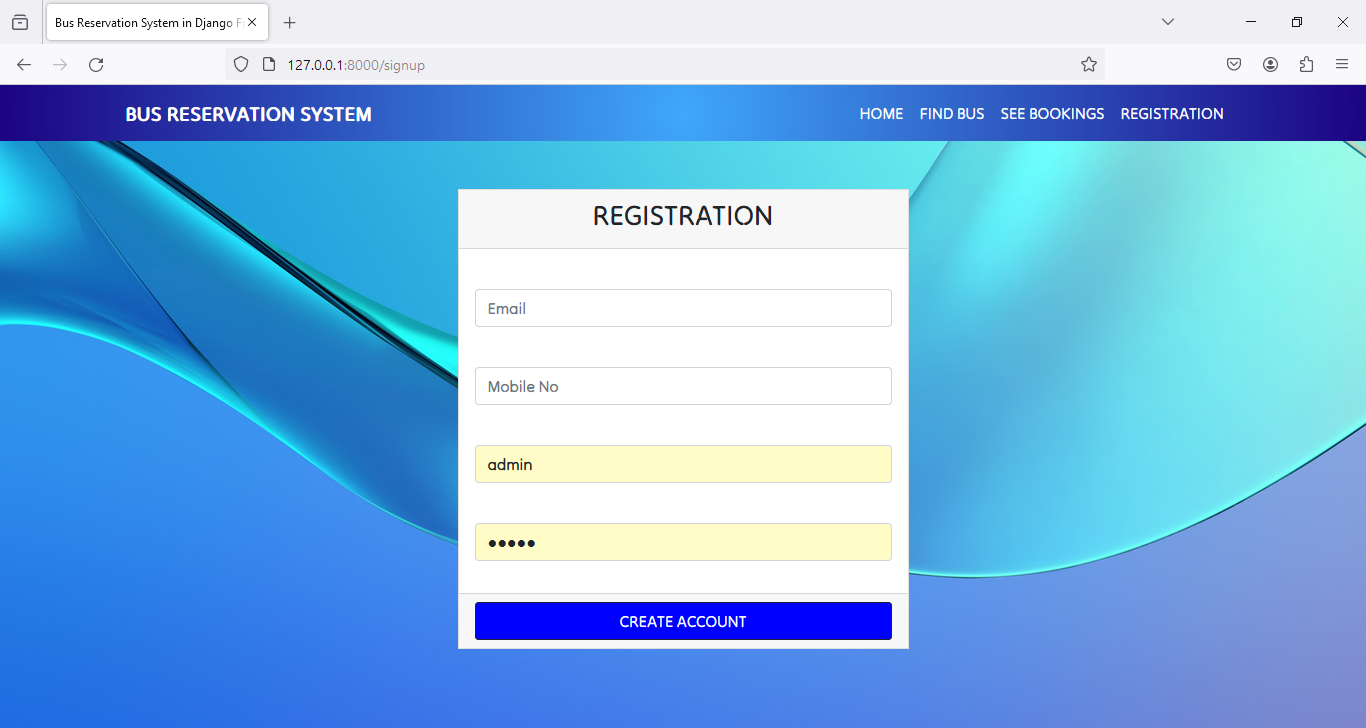 Bus Reservation System in Django F
127.0.0.1:8000/signup
BUS RESERVATION SYSTEM
HOME FIND BUS SEE BOOKINGS REGISTRATION
REGISTRATION
Email
Mobile No
admin
•••••
CREATE ACCOUNT